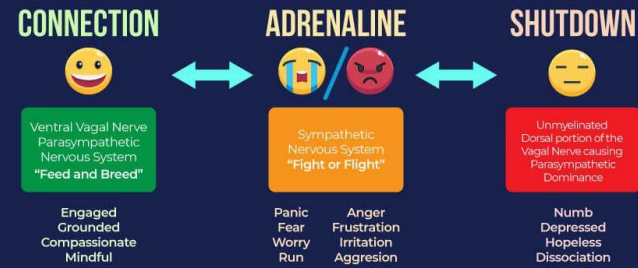 CONNECTION
ADRENALINE
SHUTDOWN
Ventral Vagal Nerve
Parasympathetic
Nervous System
“Feed and Breed”
Sympathetic
Nervous System
“Fight or Flight”
Unmyelinated
Dorsal portion of the
Vagal Nerve causing
Parasympathetic
Dominance
Engaged
Grounded
Compassionate
Mindful
Panic
Fear
Worry
Run
Anger
Frustration
Irritation
Aggresion
Numb
Depressed
Hopeless
Dissociation